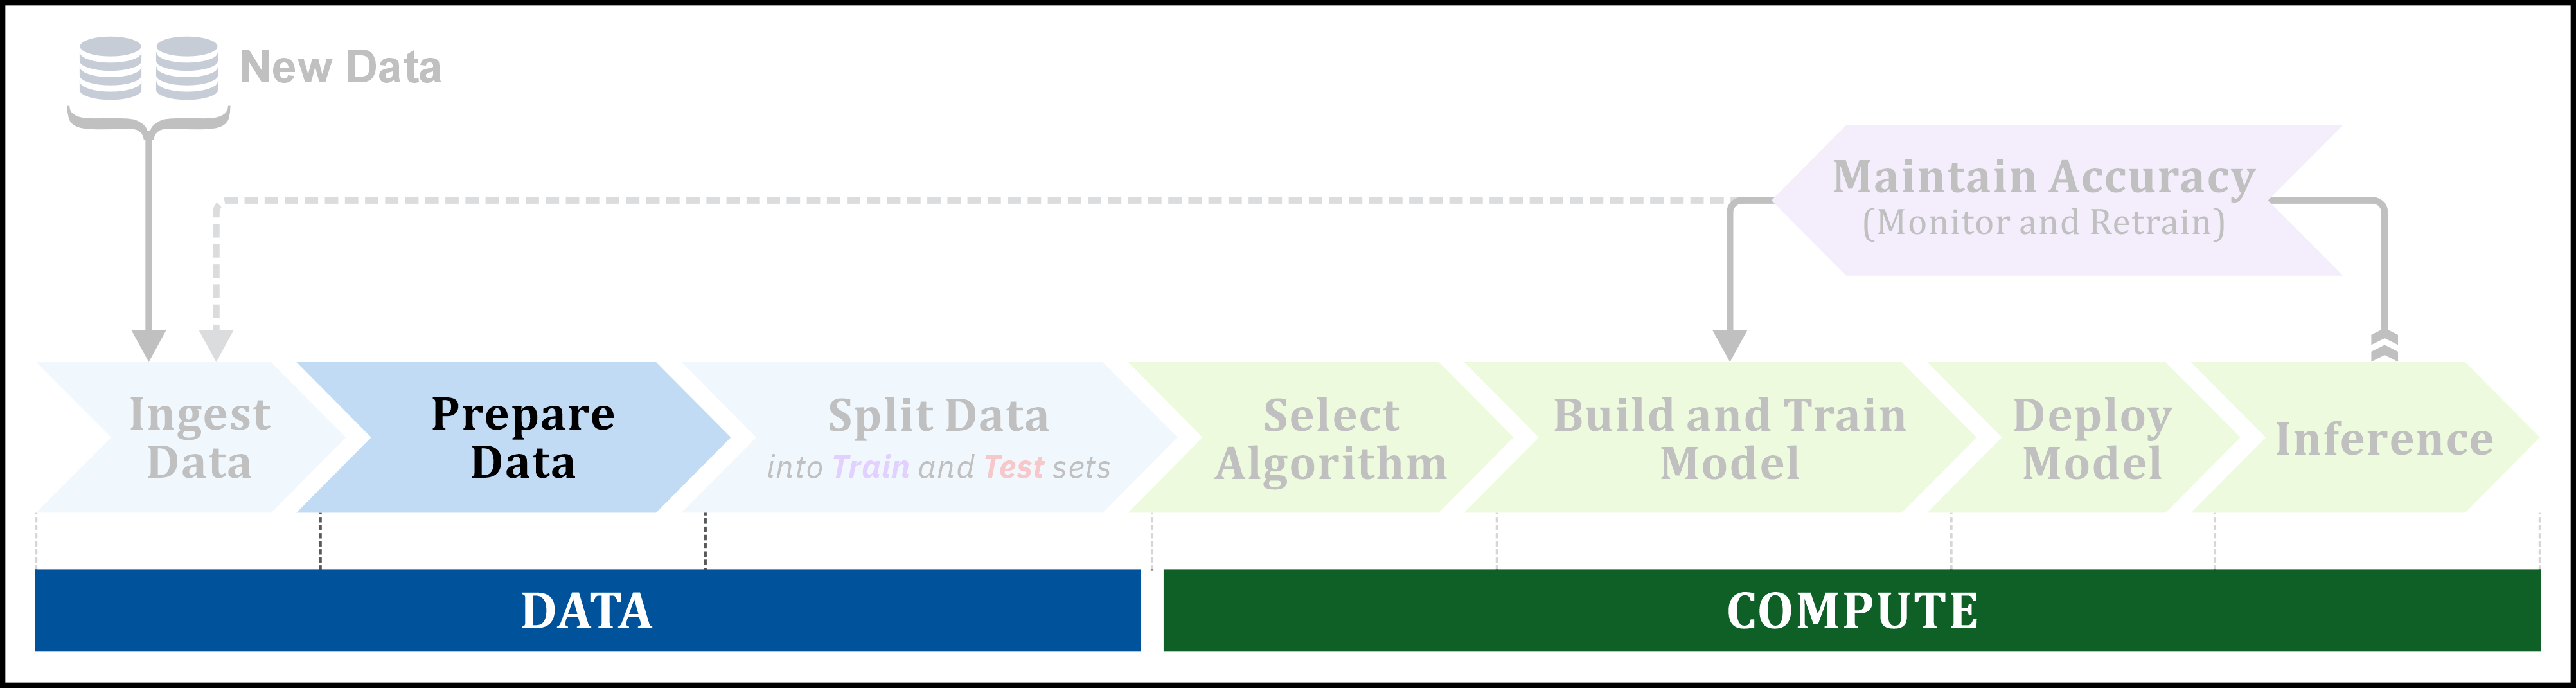 New Data
Maintain Accuracy
(Monitor and Retrain)
Ingest
Data
Prepare
Data
Split Data
into Train and Test sets
Select
Algorithm
Build and Train
Model
Deploy
Model
Inference
DATA
COMPUTE